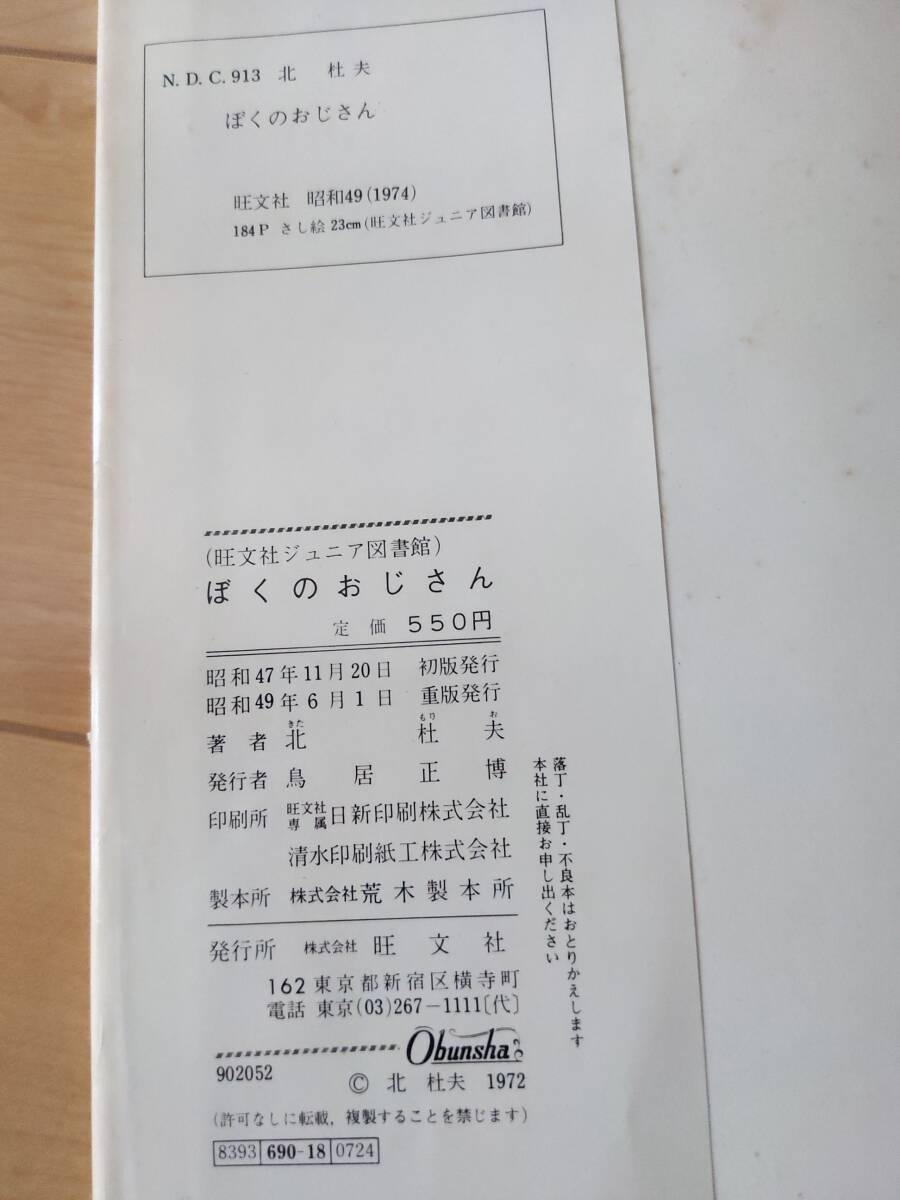 N. D. C. 913 北 杜夫
ぼくのおじさん
旺文社 昭和49(1974)
184P さし絵 23cm(旺文社ジュニア図書館)
(旺文社ジュニア図書館)
ぼくのおじさん
定 価 550円
昭和47年11月20日 初版発行
昭和49年6月1日 重版発行
きた もり お
著者 北 杜 夫
発行者 鳥居正博
印刷所 旺文社専属 日新印刷株式会社
清水印刷紙工株式会社
製本所 株式会社 荒木製本所
発行所 株式会社 旺文社
162 東京都新宿区横寺町
電話 東京(03)267-1111[代]
Obunsha
902052
© 北 杜夫 1972
(許可なしに転載, 複製することを禁じます)
8393 690-18 0724
落丁・乱丁・不良本はおとりかえします
本社に直接お申し出ください